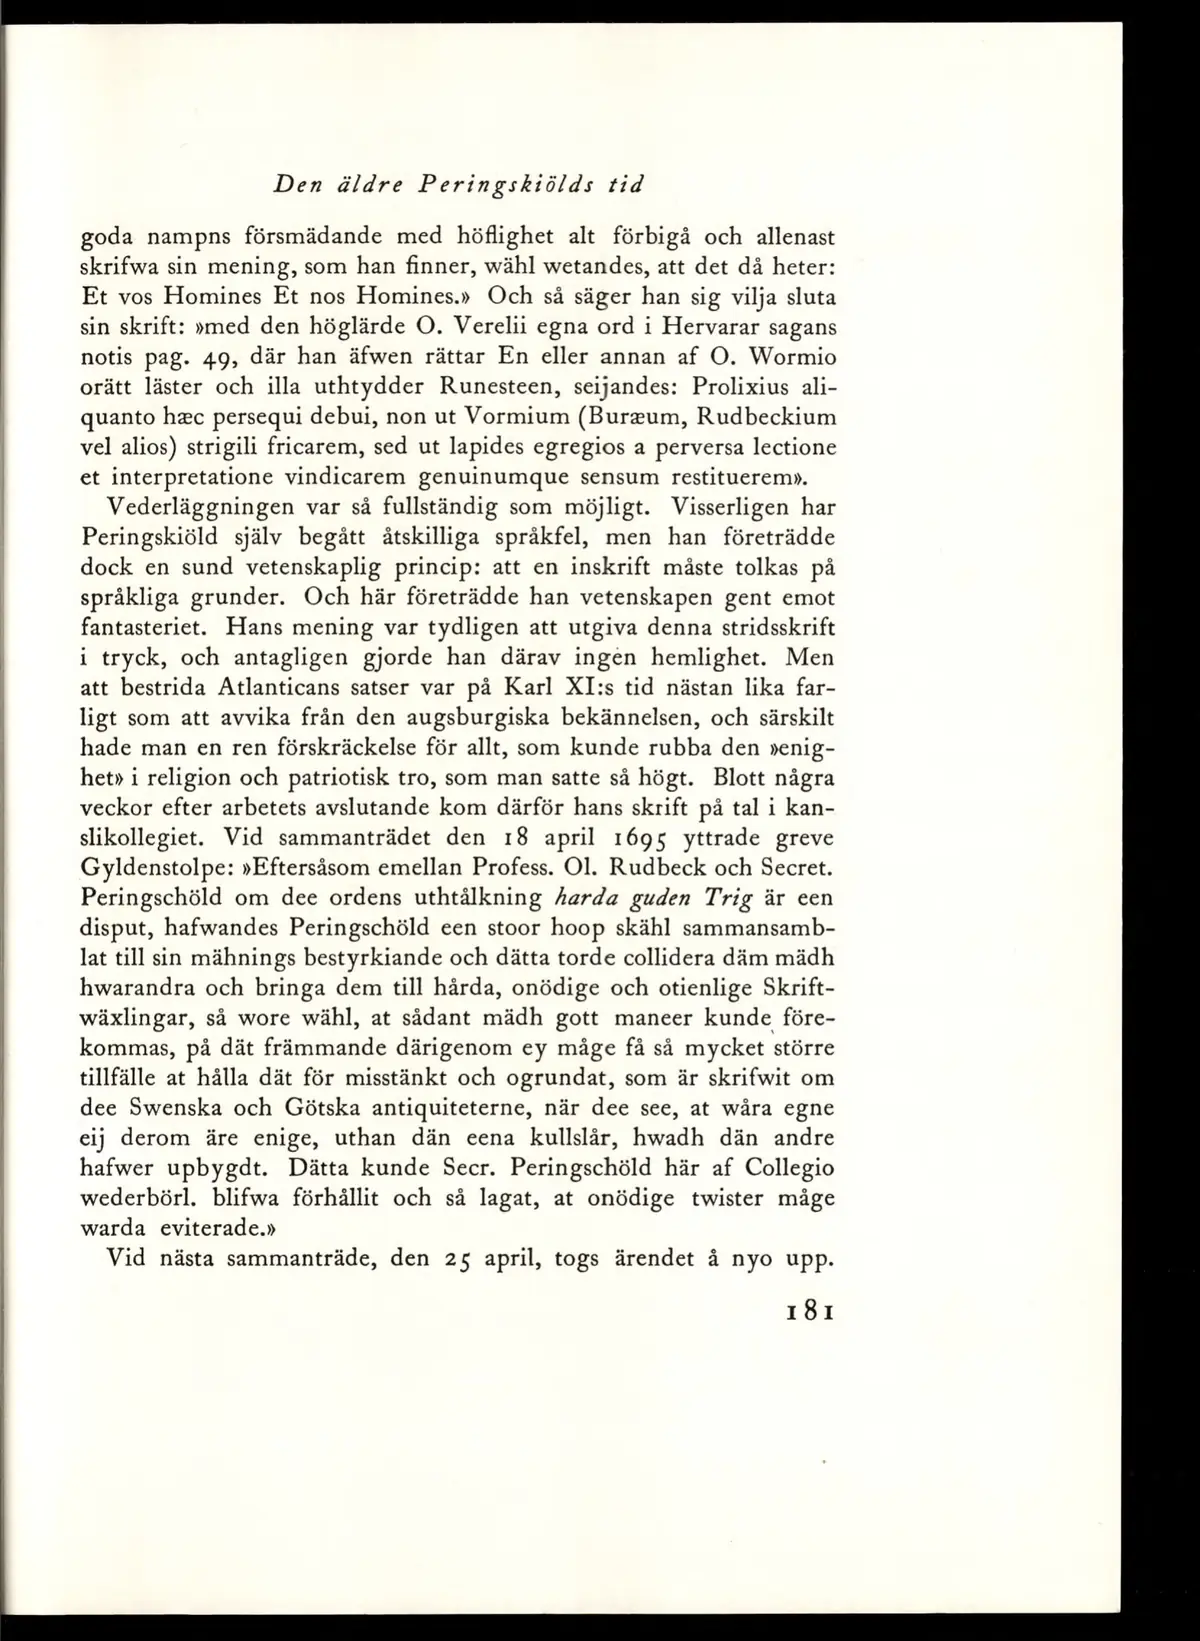 Den äldre Peringskiölds tid
goda nampns försmädande med höflighet alt förbigå och allenast
skrifwa sin mening, som han finner, wähl wetandes, att det då heter:
Et vos Homines Et nos Homines.» Och så säger han sig vilja sluta
sin skrift: »med den höglärde O. Verelii egna ord i Hervarar sagans
notis pag. 49, där han äfwen rättar En eller annan af O. Wormio
orätt läster och illa uthtydder Runesteen, seijandes: Prolixius ali-
quanto hæc persequi debui, non ut Vormium (Buræum, Rudbeckium
vel alios) strigili fricarem, sed ut lapides egregios a perversa lectione
et interpretatione vindicarem genuinumque sensum restituerem».
Vederläggningen var så fullständig som möjligt. Visserligen har
Peringskiöld själv begått åtskilliga språkfel, men han företrädde
dock en sund vetenskaplig princip: att en inskrift måste tolkas på
språkliga grunder. Och här företrädde han vetenskapen gent emot
fantasteriet. Hans mening var tydligen att utgiva denna stridsskrift
i tryck, och antagligen gjorde han därav ingen hemlighet. Men
att bestrida Atlanticans satser var på Karl XI:s tid nästan lika far-
ligt som att avvika från den augsburgiska bekännelsen, och särskilt
hade man en ren förskräckelse för allt, som kunde rubba den »enig-
het» i religion och patriotisk tro, som man satte så högt. Blott några
veckor efter arbetets avslutande kom därför hans skrift på tal i kan-
slikollegiet. Vid sammanträdet den 18 april 1695 yttrade greve
Gyldenstolpe: »Eftersåsom emellan Profess. Ol. Rudbeck och Secret.
Peringschöld om dee ordens uthtålkning harda guden Trig är een
disput, hafwandes Peringschöld een stoor hoop skähl sammansamb-
lat till sin mähnings bestyrkiande och dätta torde collidera däm mädh
hwarandra och bringa dem till hårda, onödige och otienlige Skrift-
wäxlingar, så wore wähl, at sådant mädh gott maneer kunde före-
kommas, på dät främmande därigenom ey måge få så mycket större
tillfälle at hålla dät för misstänkt och ogrundat, som är skrifwit om
dee Swenska och Götska antiquiteterne, när dee see, at wåra egne
eij derom äre enige, uthan dän eena kullslår, hwadh dän andre
hafwer upbygdt. Dätta kunde Secr. Peringschöld här af Collegio
wederbörl. blifwa förhållit och så lagat, at onödige twister måge
warda eviterade.»
Vid nästa sammanträde, den 25 april, togs ärendet å nyo upp.
181